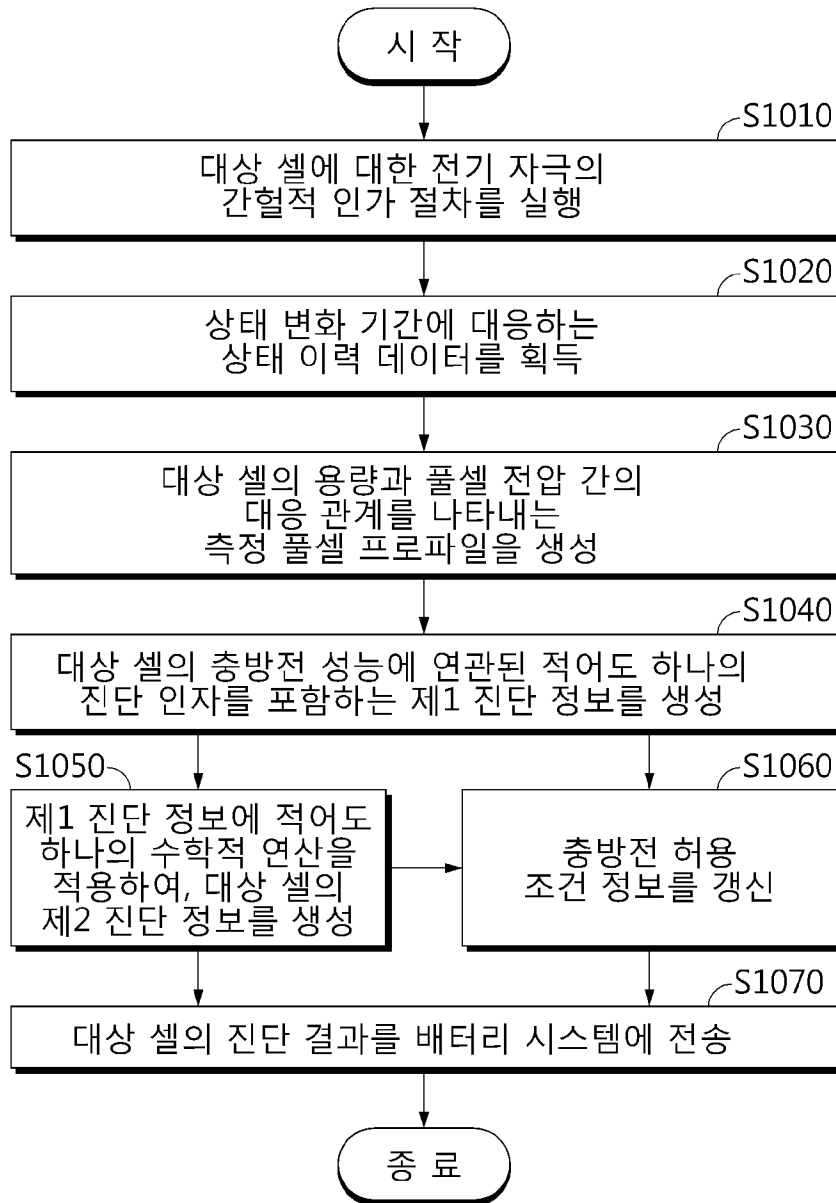 시 작
S1010
대상 셀에 대한 전기 자극의
간헐적 인가 절차를 실행
S1020
상태 변화 기간에 대응하는
상태 이력 데이터를 획득
S1030
대상 셀의 용량과 풀셀 전압 간의
대응 관계를 나타내는
측정 풀셀 프로파일을 생성
S1040
대상 셀의 충방전 성능에 연관된 적어도 하나의
진단 인자를 포함하는 제1 진단 정보를 생성
S1050
제1 진단 정보에 적어도
하나의 수학적 연산을
적용하여, 대상 셀의
제2 진단 정보를 생성
S1060
충방전 허용
조건 정보를 갱신
S1070
대상 셀의 진단 결과를 배터리 시스템에 전송
종 료